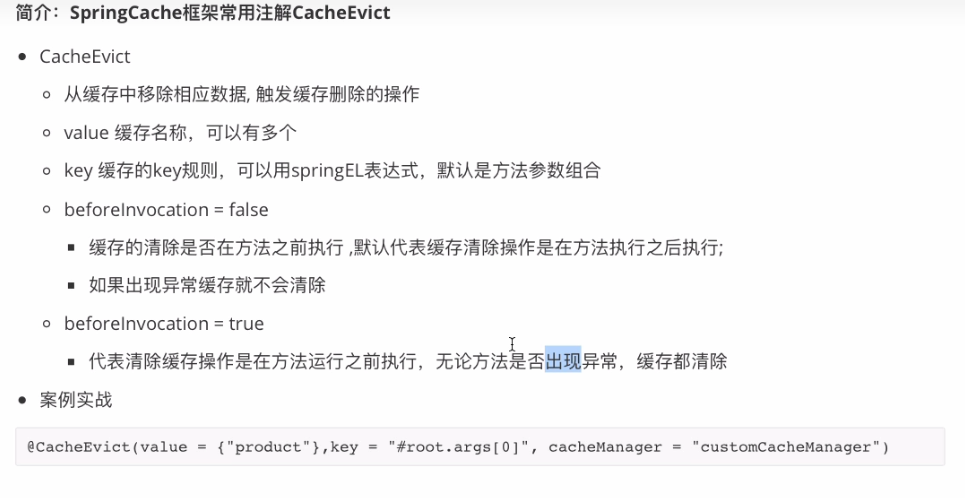 简介：SpringCache框架常用注解CacheEvict
CacheEvict
从缓存中移除相应数据, 触发缓存删除的操作
value 缓存名称，可以有多个
key 缓存的key规则，可以用springEL表达式，默认是方法参数组合
beforeInvocation = false
缓存的清除是否在方法之前执行 ,默认代表缓存清除操作是在方法执行之后执行;
如果出现异常缓存就不会清除
beforeInvocation = true
代表清除缓存操作是在方法运行之前执行，无论方法是否出现异常，缓存都清除
案例实战
@CacheEvict(value = {"product"},key = "#root.args[0]", cacheManager = "customCacheManager")